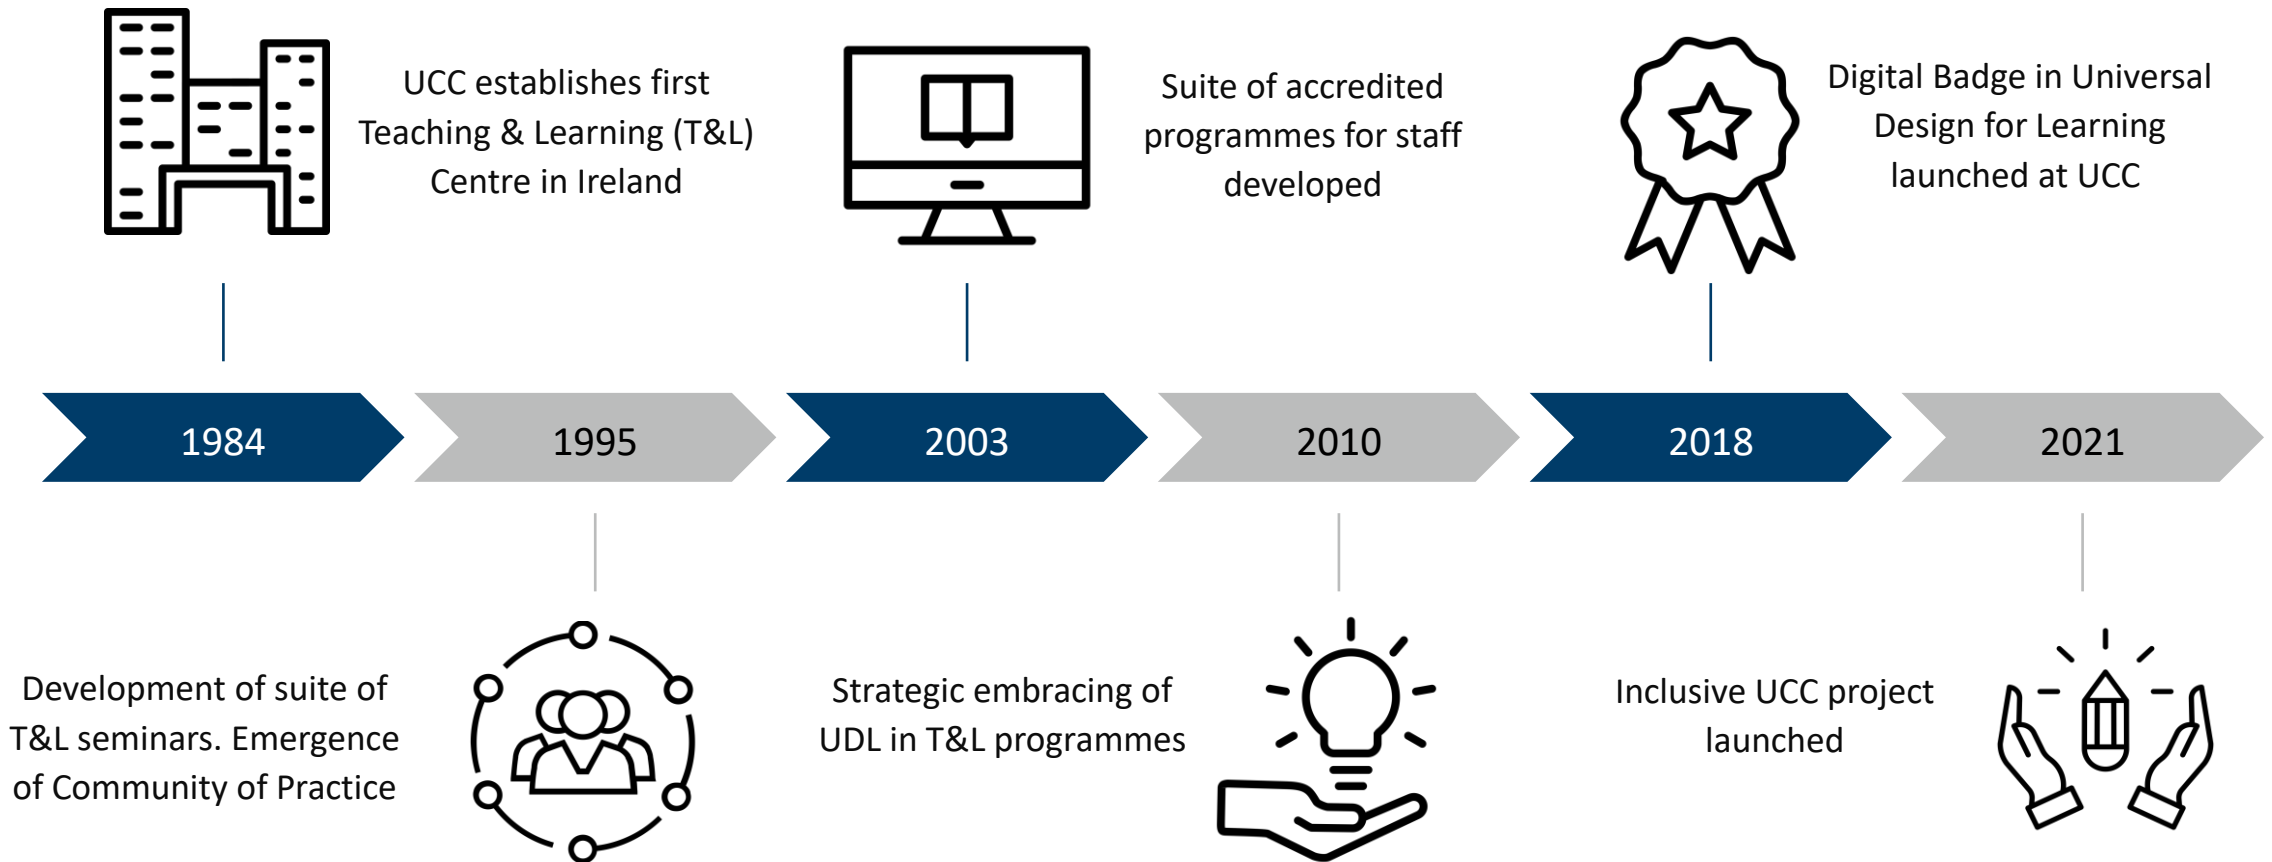 UCC establishes first
Teaching & Learning (T&L)
Centre in Ireland
Suite of accredited
programmes for staff
developed
Digital Badge in Universal
Design for Learning
launched at UCC
1984
1995
2003
2010
2018
2021
Development of suite of
T&L seminars. Emergence
of Community of Practice
Strategic embracing of
UDL in T&L programmes
Inclusive UCC project
launched